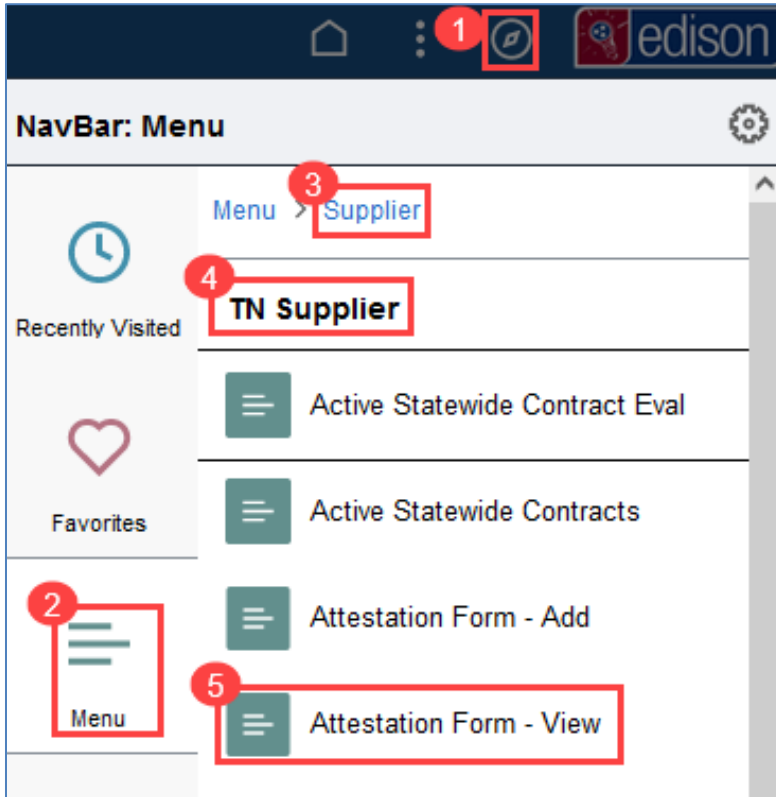 1
edison
NavBar: Menu
3
Menu > Supplier
4
TN Supplier
Recently Visited
Active Statewide Contract Eval
Favorites
Active Statewide Contracts
2
Menu
Attestation Form - Add
5
Attestation Form - View